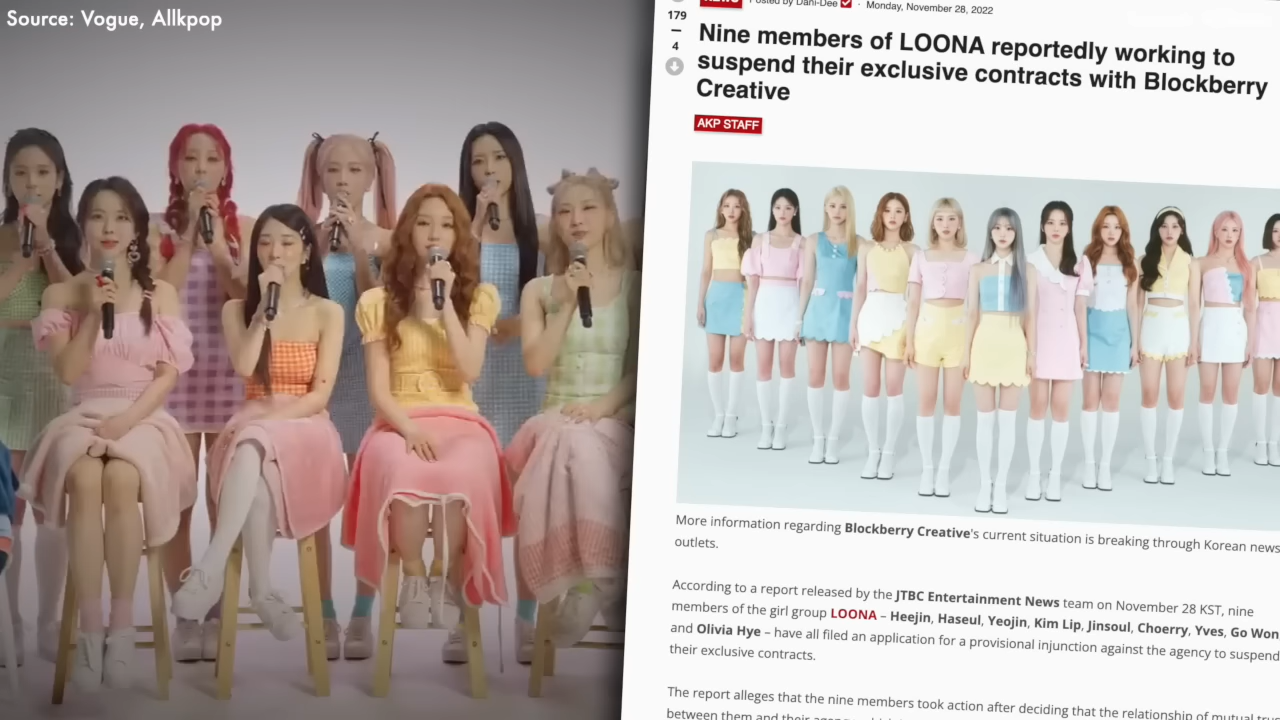 Source: Vogue, Allkpop
NEWS Posted by Dani-Dee · Monday, November 28, 2022
179
4
Nine members of LOONA reportedly working to
suspend their exclusive contracts with Blockberry
Creative
AKP STAFF
More information regarding Blockberry Creative's current situation is breaking through Korean news
outlets.
According to a report released by the JTBC Entertainment News team on November 28 KST, nine
members of the girl group LOONA – Heejin, Haseul, Yeojin, Kim Lip, Jinsoul, Choerry, Yves, Go Won
and Olivia Hye – have all filed an application for a provisional injunction against the agency to suspend
their exclusive contracts.
The report alleges that the nine members took action after deciding that the relationship of mutual
between them and their